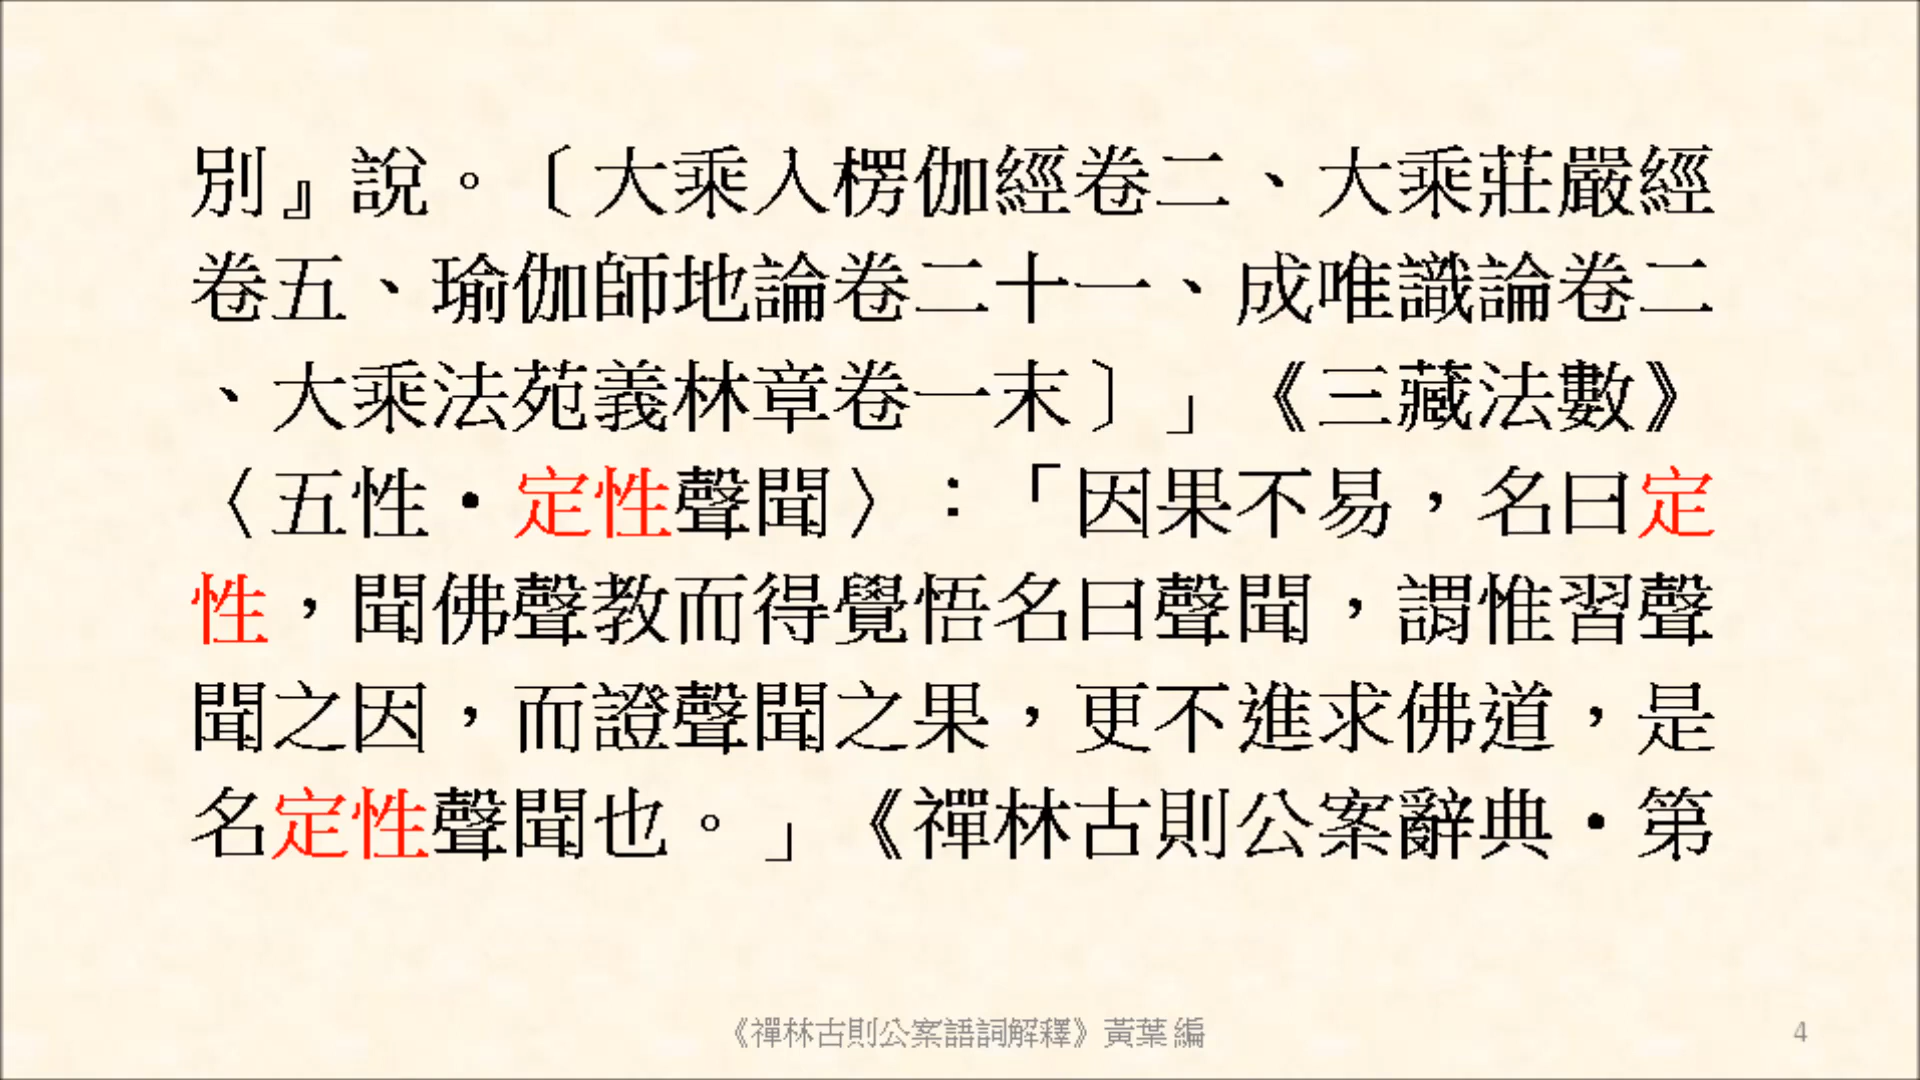 別』說。〔大乘入楞伽經卷二、大乘莊嚴經
卷五、瑜伽師地論卷二十一、成唯識論卷二
、大乘法苑義林章卷一末〕」《三藏法數》
〈五性·定性聲聞〉：「因果不易，名曰定
性，聞佛聲教而得覺悟名曰聲聞，謂惟習聲
聞之因，而證聲聞之果，更不進求佛道，是
名定性聲聞也。」《禪林古則公案辭典·第
《禪林古則公案語詞解釋》黃葉 編
4